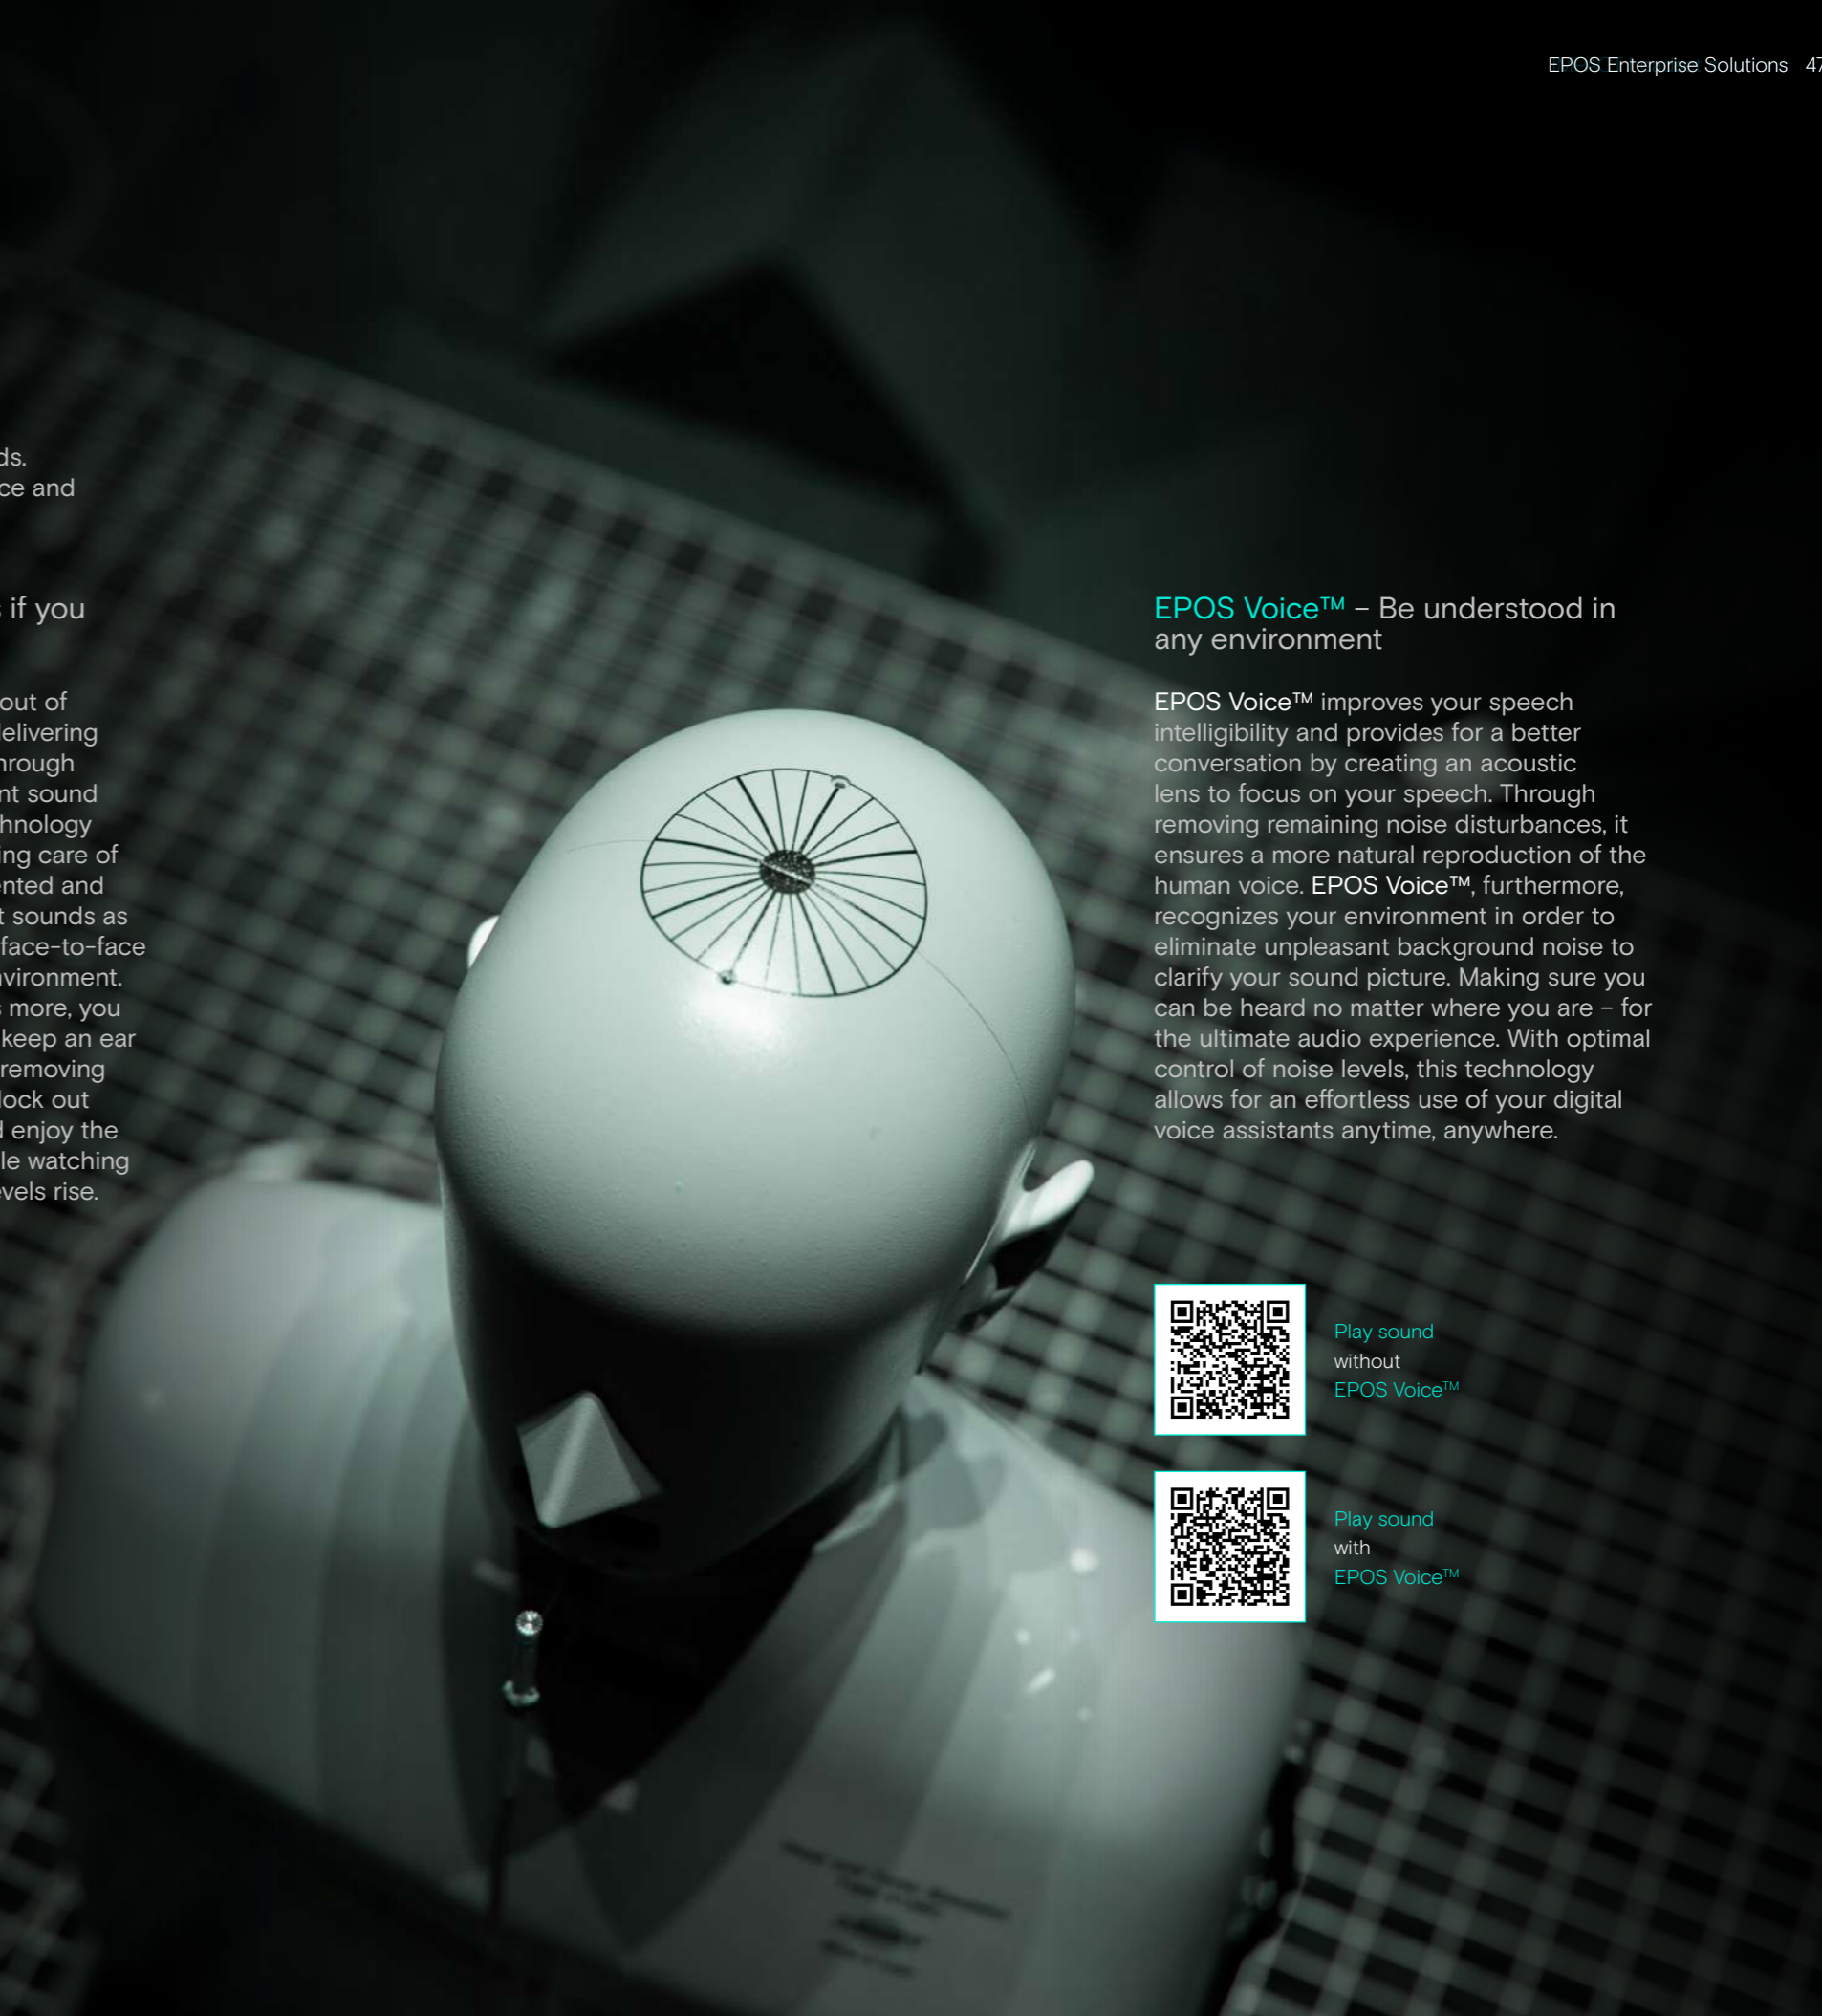 EPOS Enterprise Solutions 47
ds.
ce and
if you
out of
elivering
hrough
nt sound
hnology
ing care of
ented and
t sounds as
face-to-face
vironment.
more, you
keep an ear
removing
lock out
enjoy the
le watching
evels rise.
EPOS Voice™ – Be understood in
any environment
EPOS Voice™ improves your speech
intelligibility and provides for a better
conversation by creating an acoustic
lens to focus on your speech. Through
removing remaining noise disturbances, it
ensures a more natural reproduction of the
human voice. EPOS Voice™, furthermore,
recognizes your environment in order to
eliminate unpleasant background noise to
clarify your sound picture. Making sure you
can be heard no matter where you are – for
the ultimate audio experience. With optimal
control of noise levels, this technology
allows for an effortless use of your digital
voice assistants anytime, anywhere.
Play sound
without
EPOS Voice™
Play sound
with
EPOS Voice™